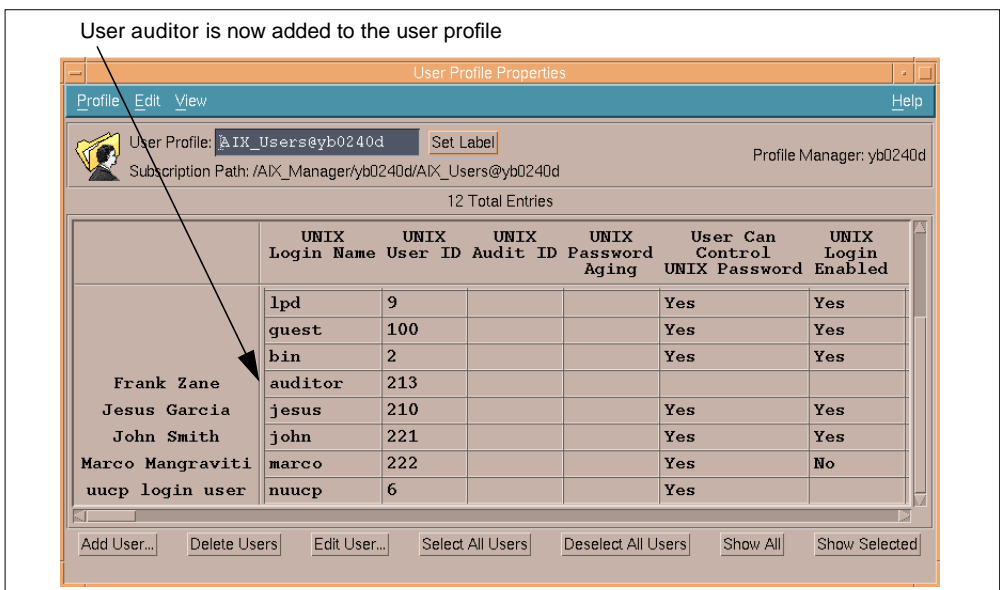 User auditor is now added to the user profile
User Profile Properties
Profile Edit View Help
User Profile: AIX_Users@yb0240d Set Label
Profile Manager: yb0240d
Subscription Path: /AIX_Manager/yb0240d/AIX_Users@yb0240d
12 Total Entries
UNIX UNIX UNIX UNIX User Can UNIX
Login Name User ID Audit ID Password Control Login
Aging UNIX Password Enabled
lpd 9 Yes Yes
guest 100 Yes Yes
bin 2 Yes Yes
Frank Zane auditor 213
Jesus Garcia jesus 210 Yes Yes
John Smith john 221 Yes Yes
Marco Mangraviti marco 222 Yes No
uucp login user nuucp 6 Yes
Add User... Delete Users Edit User... Select All Users Deselect All Users Show All Show Selected